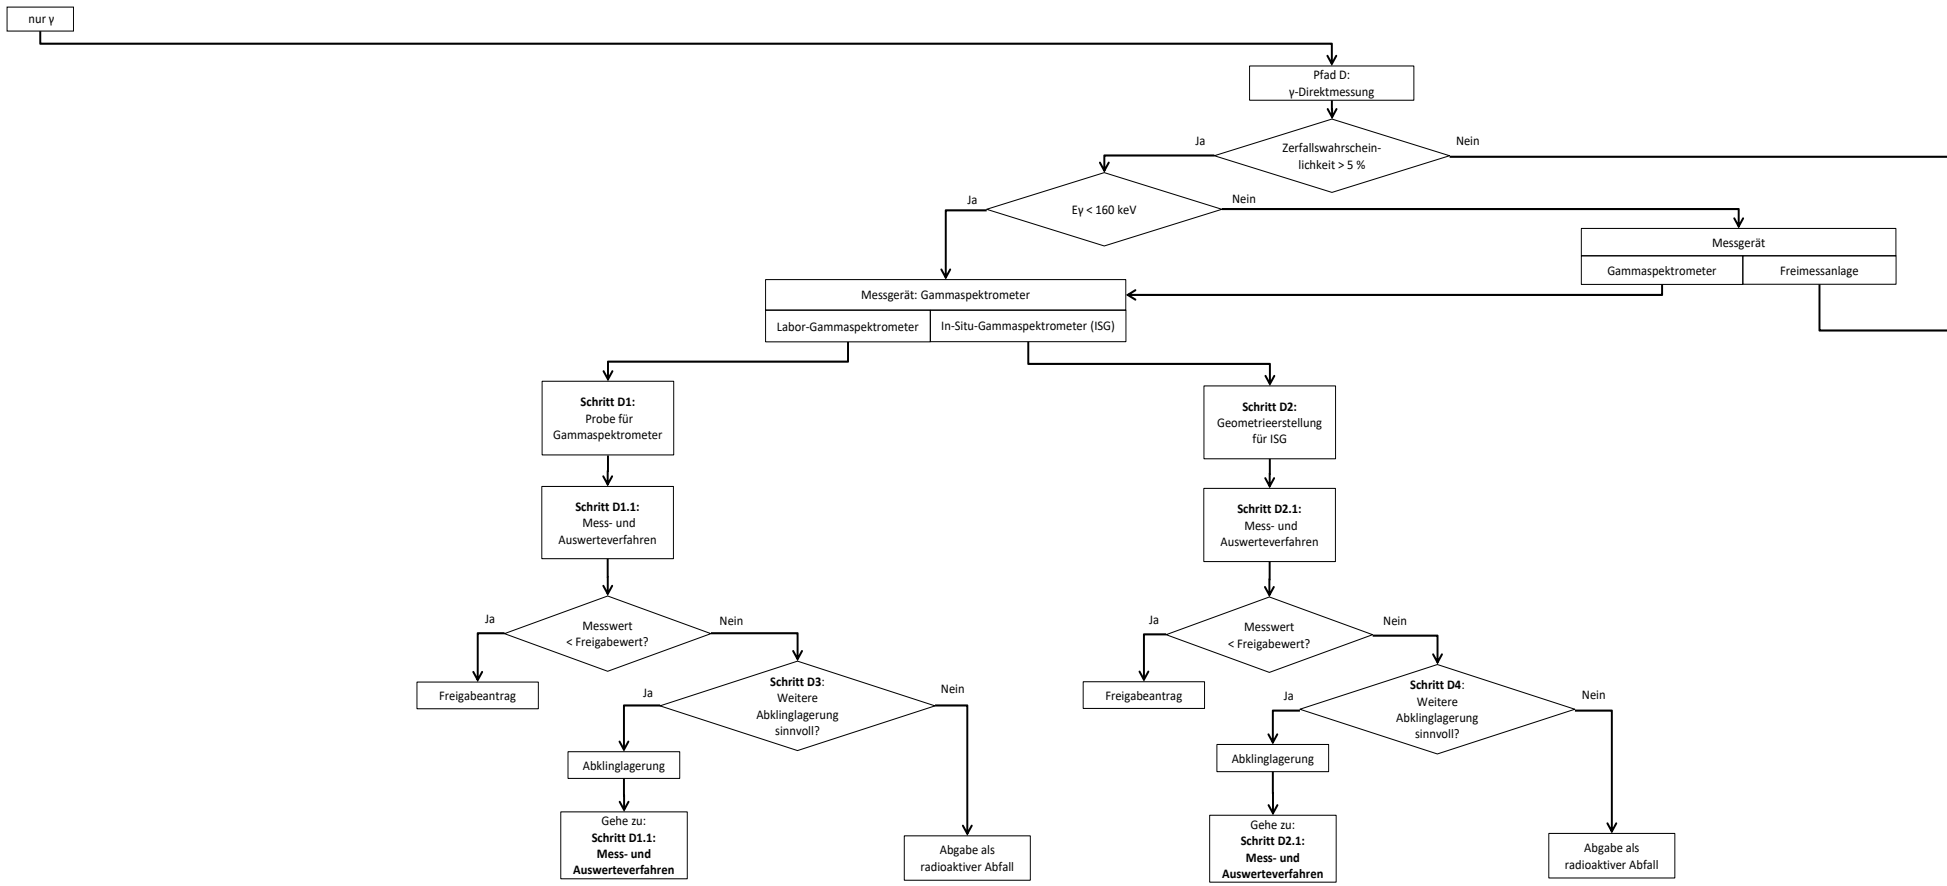 nur γ
Pfad D:
γ-Direktmessung
Ja
Zerfallswahrschein-
lichkeit > 5 %
Nein
Ja
Eγ < 160 keV
Nein
Messgerät
Gammaspektrometer
Freimessanlage
Messgerät: Gammaspektrometer
Labor-Gammaspektrometer
In-Situ-Gammaspektrometer (ISG)
Schritt D1:
Probe für
Gammaspektrometer
Schritt D2:
Geometrieerstellung
für ISG
Schritt D1.1:
Mess- und
Auswerteverfahren
Schritt D2.1:
Mess- und
Auswerteverfahren
Ja
Messwert
< Freigabewert?
Nein
Ja
Messwert
< Freigabewert?
Nein
Freigabeantrag
Ja
Schritt D3:
Weitere
Abklinglagerung
sinnvoll?
Nein
Freigabeantrag
Ja
Schritt D4:
Weitere
Abklinglagerung
sinnvoll?
Nein
Abklinglagerung
Abklinglagerung
Gehe zu:
Schritt D1.1:
Mess- und
Auswerteverfahren
Abgabe als
radioaktiver Abfall
Gehe zu:
Schritt D2.1:
Mess- und
Auswerteverfahren
Abgabe als
radioaktiver Abfall